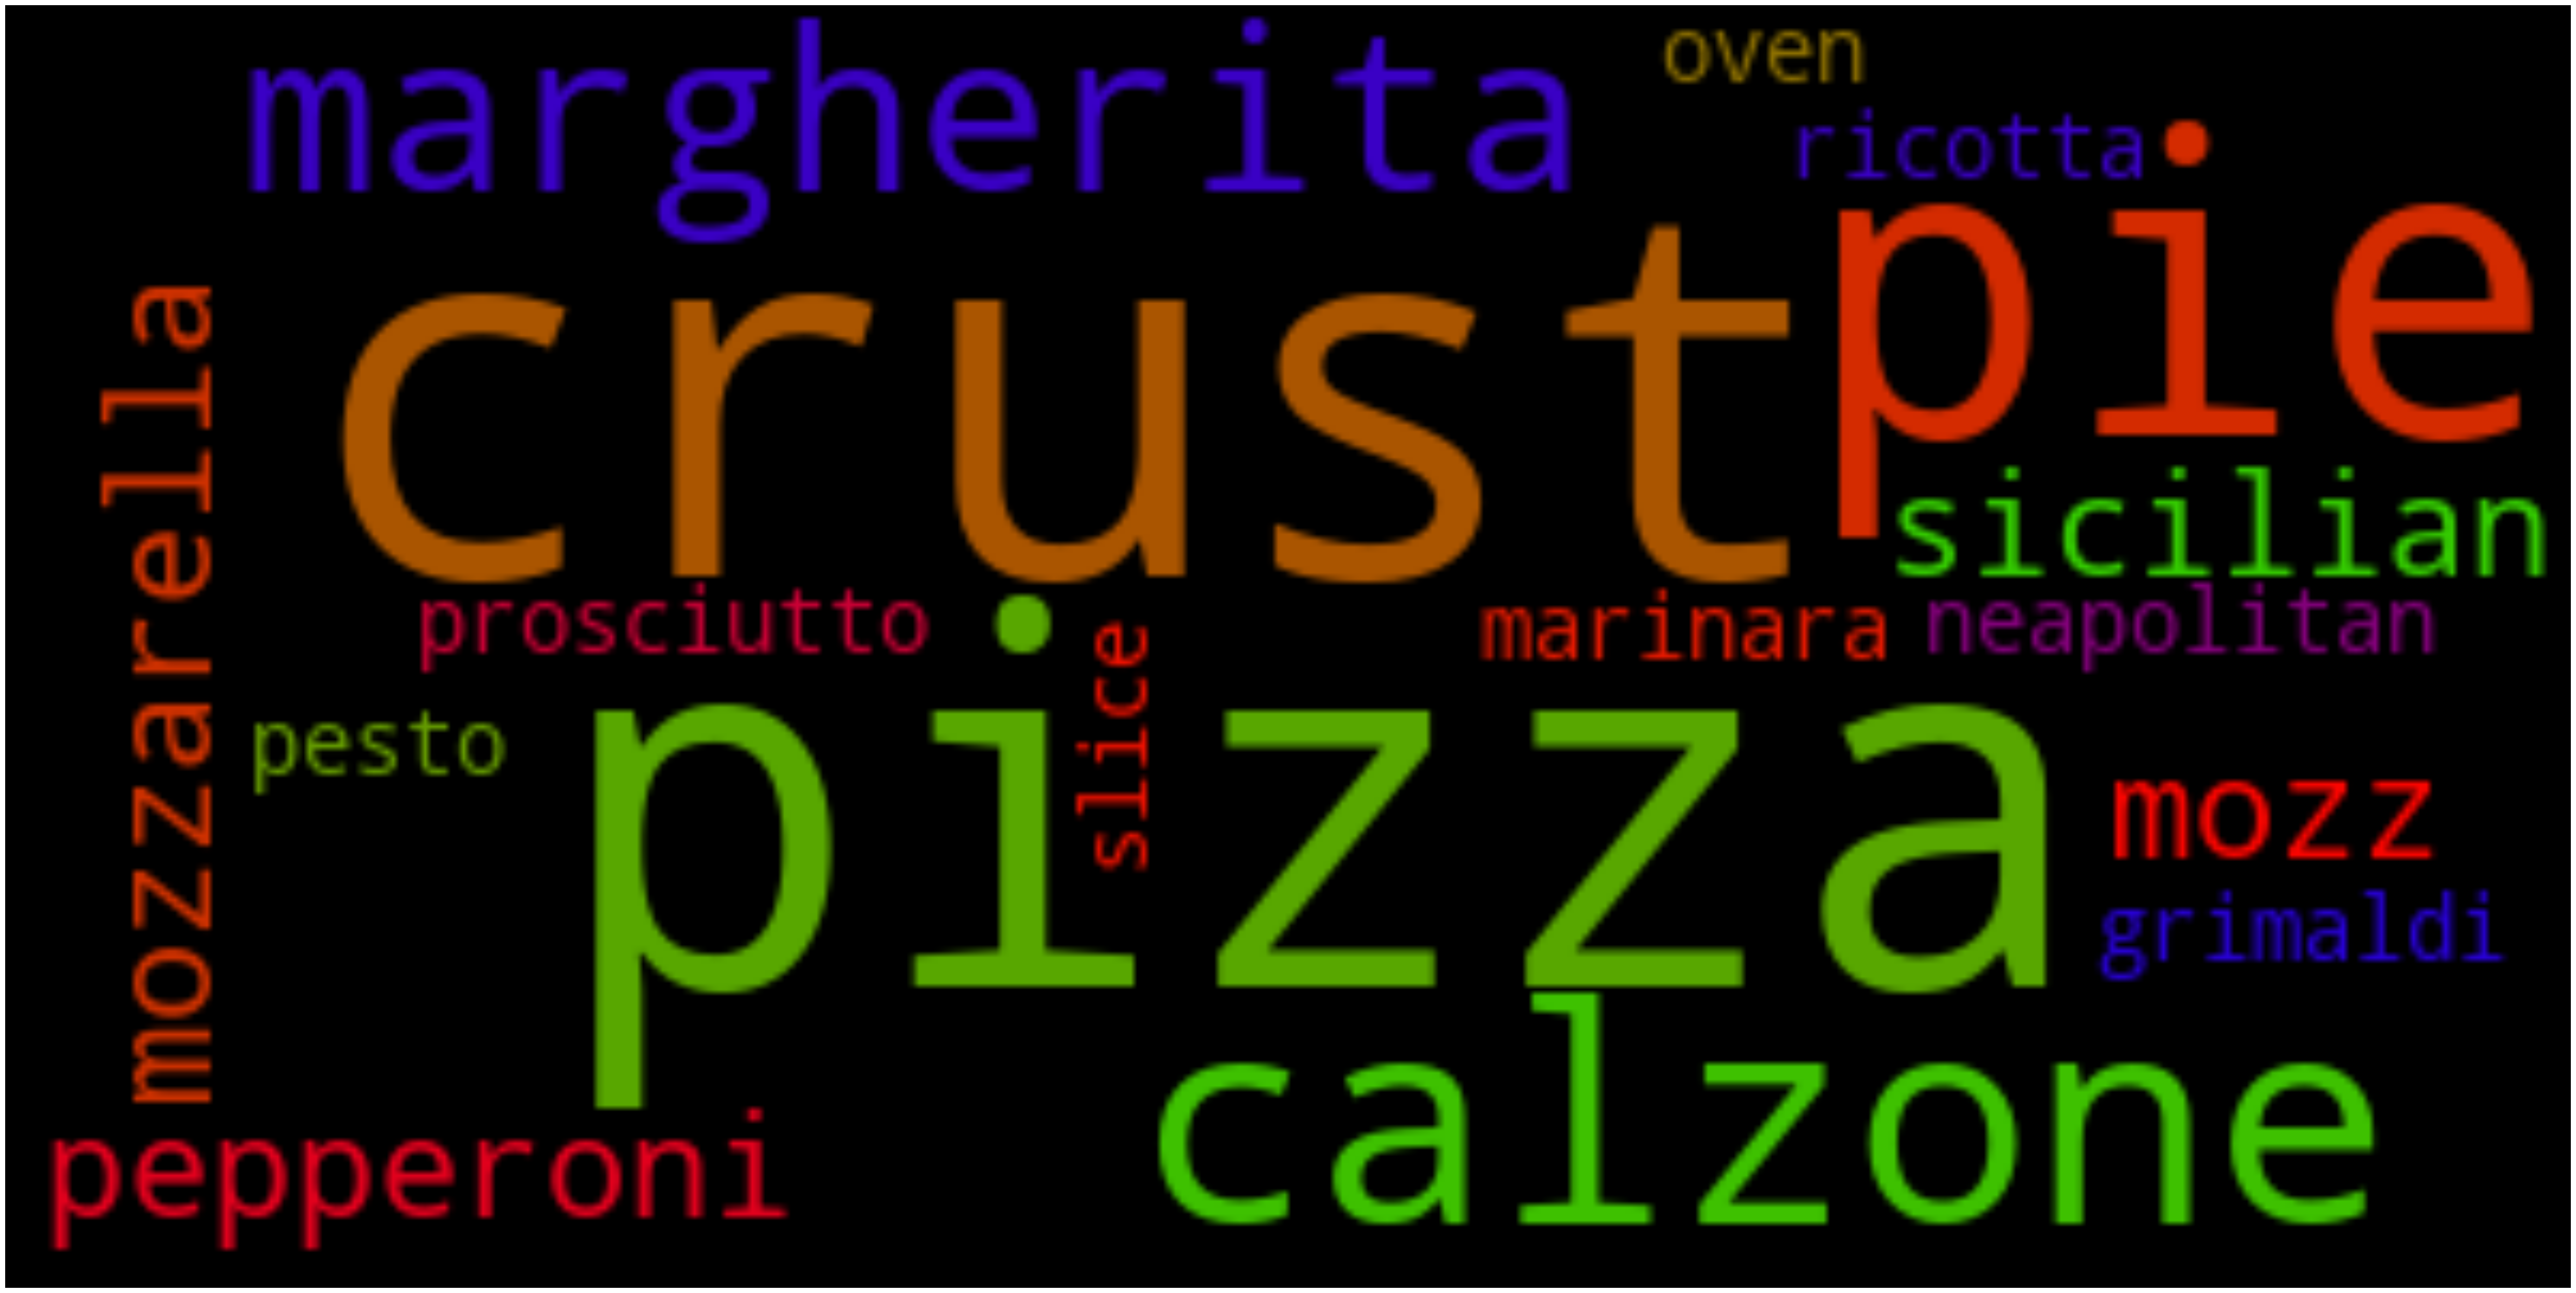 margherita
oven
ricotta
pie
crust
mozzarella
sicilian
prosciutto
marinara
neapolitan
slice
pesto
pizza
mozz
grimaldi
calzone
pepperoni